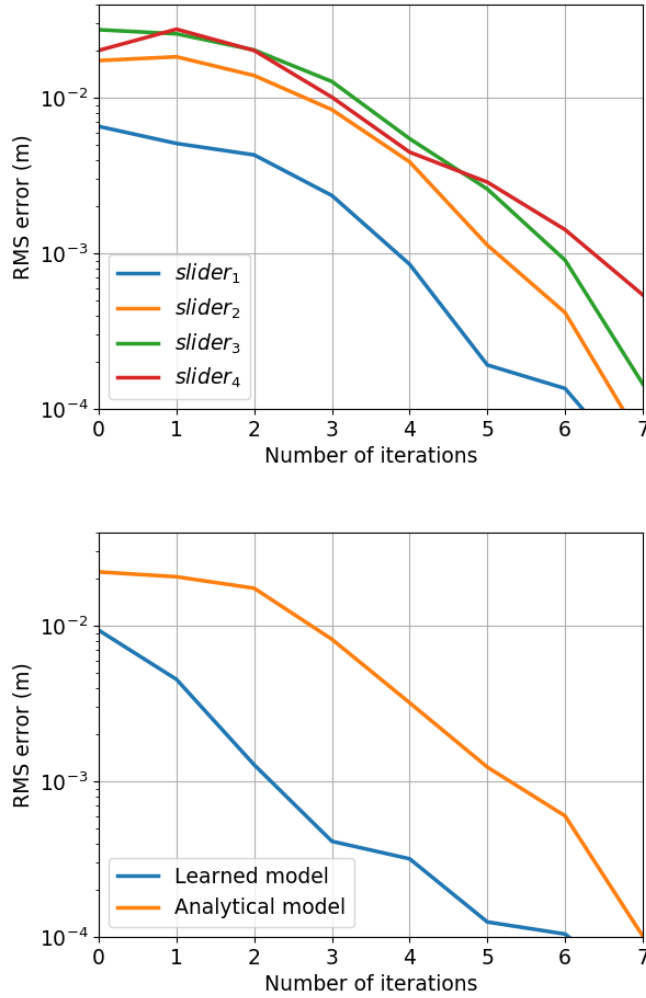 RMS error (m)
10⁻²
10⁻³
10⁻⁴
slider₁
slider₂
slider₃
slider₄
0 1 2 3 4 5 6 7
Number of iterations
RMS error (m)
10⁻²
10⁻³
10⁻⁴
Learned model
Analytical model
0 1 2 3 4 5 6 7
Number of iterations